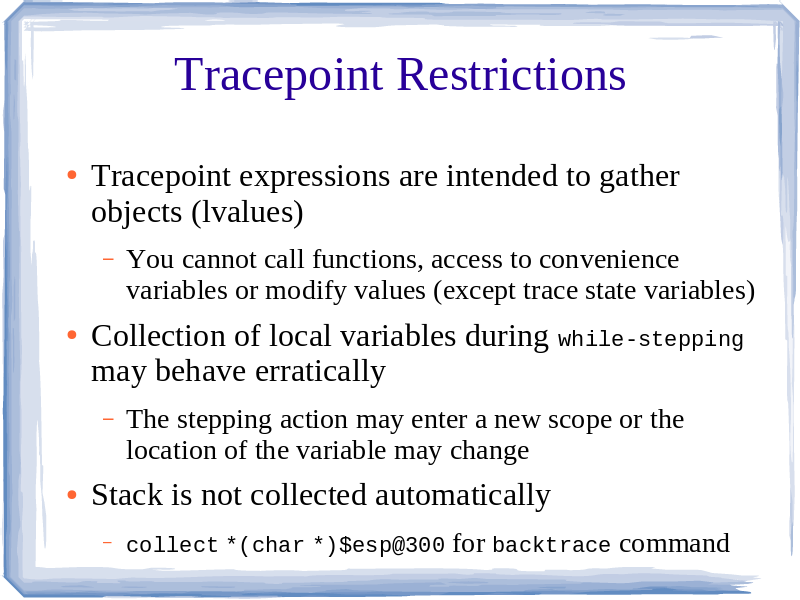 Tracepoint Restrictions
• Tracepoint expressions are intended to gather
objects (lvalues)
– You cannot call functions, access to convenience
variables or modify values (except trace state variables)
• Collection of local variables during while-stepping
may behave erratically
– The stepping action may enter a new scope or the
location of the variable may change
• Stack is not collected automatically
– collect *(char *)$esp@300 for backtrace command